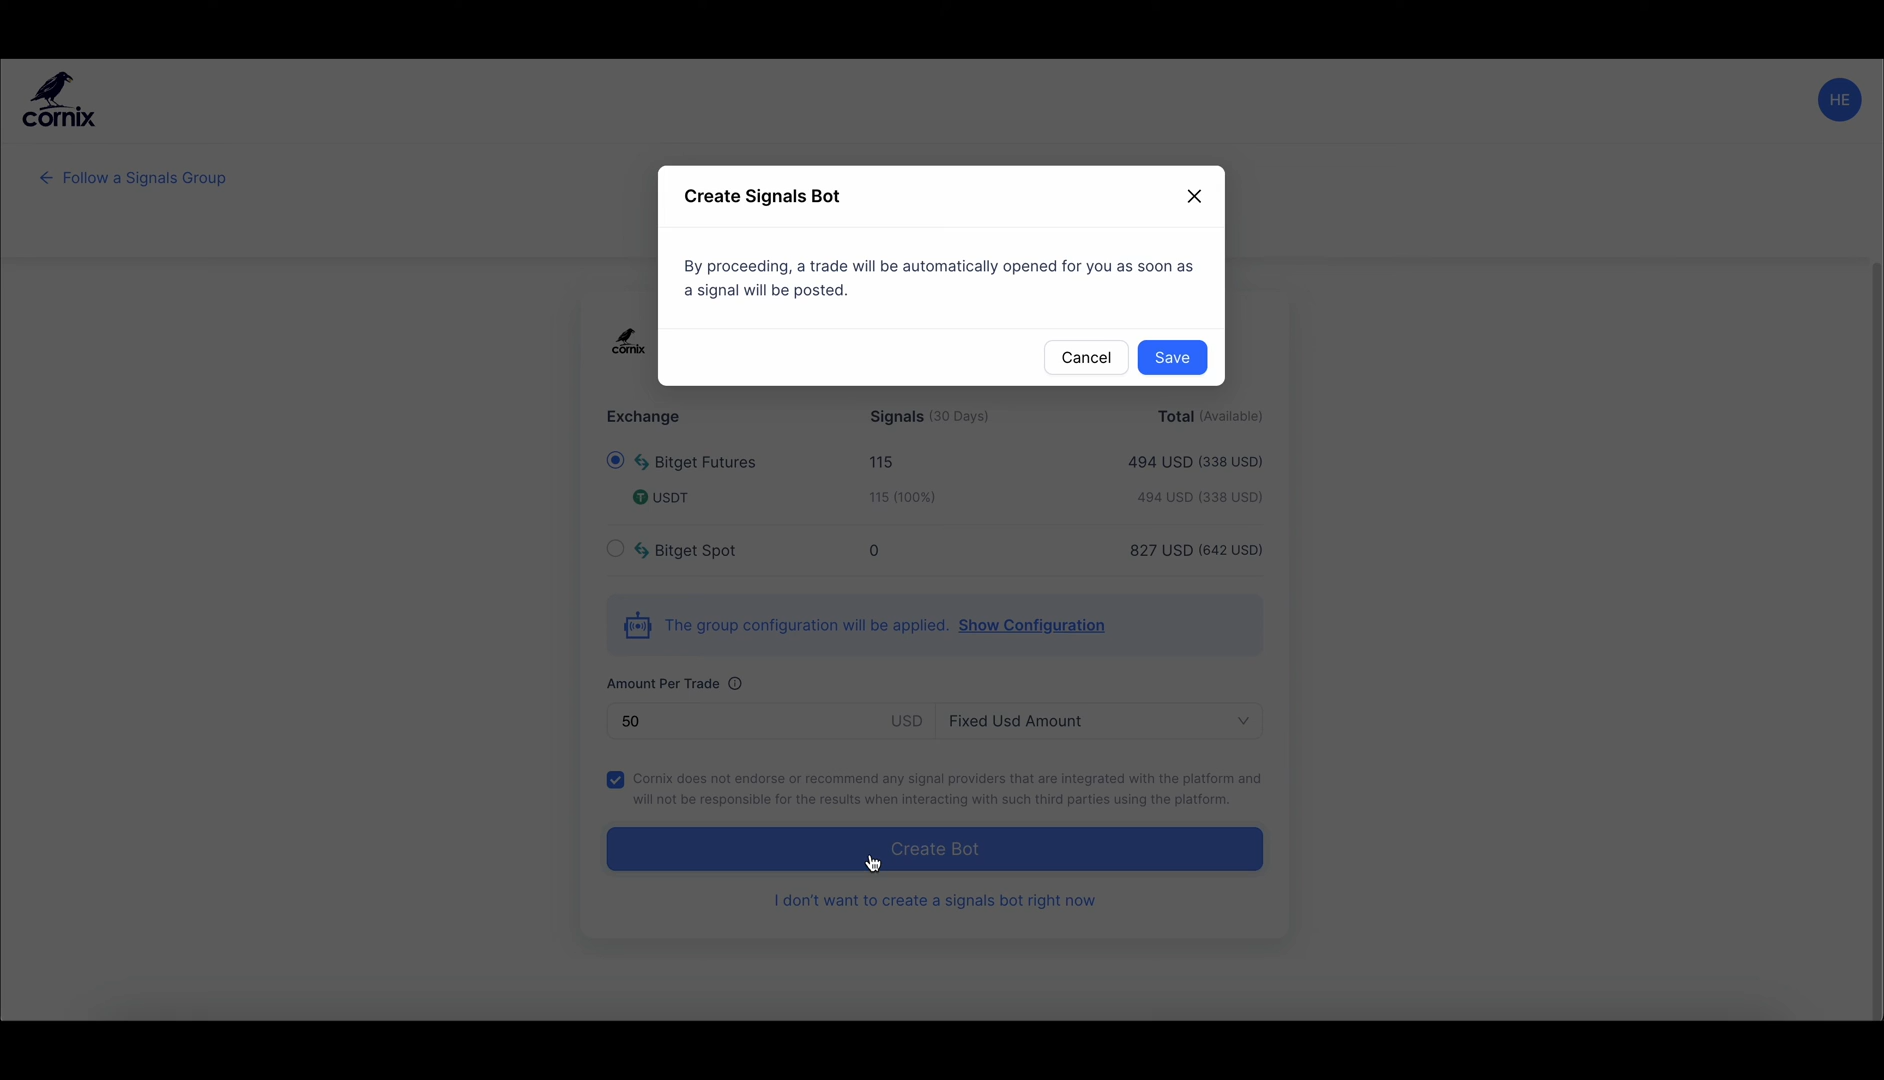 cornix
HE
← Follow a Signals Group
Create Signals Bot
By proceeding, a trade will be automatically opened for you as soon as
a signal will be posted.
Cancel Save
cornix
Exchange Signals (30 Days) Total (Available)
Bitget Futures 115 494 USD (338 USD)
USDT 115 (100%) 494 USD (338 USD)
Bitget Spot 0 827 USD (642 USD)
The group configuration will be applied. Show Configuration
Amount Per Trade
50 USD Fixed Usd Amount
Cornix does not endorse or recommend any signal providers that are integrated with the platform and
will not be responsible for the results when interacting with such third parties using the platform.
Create Bot
I don't want to create a signals bot right now